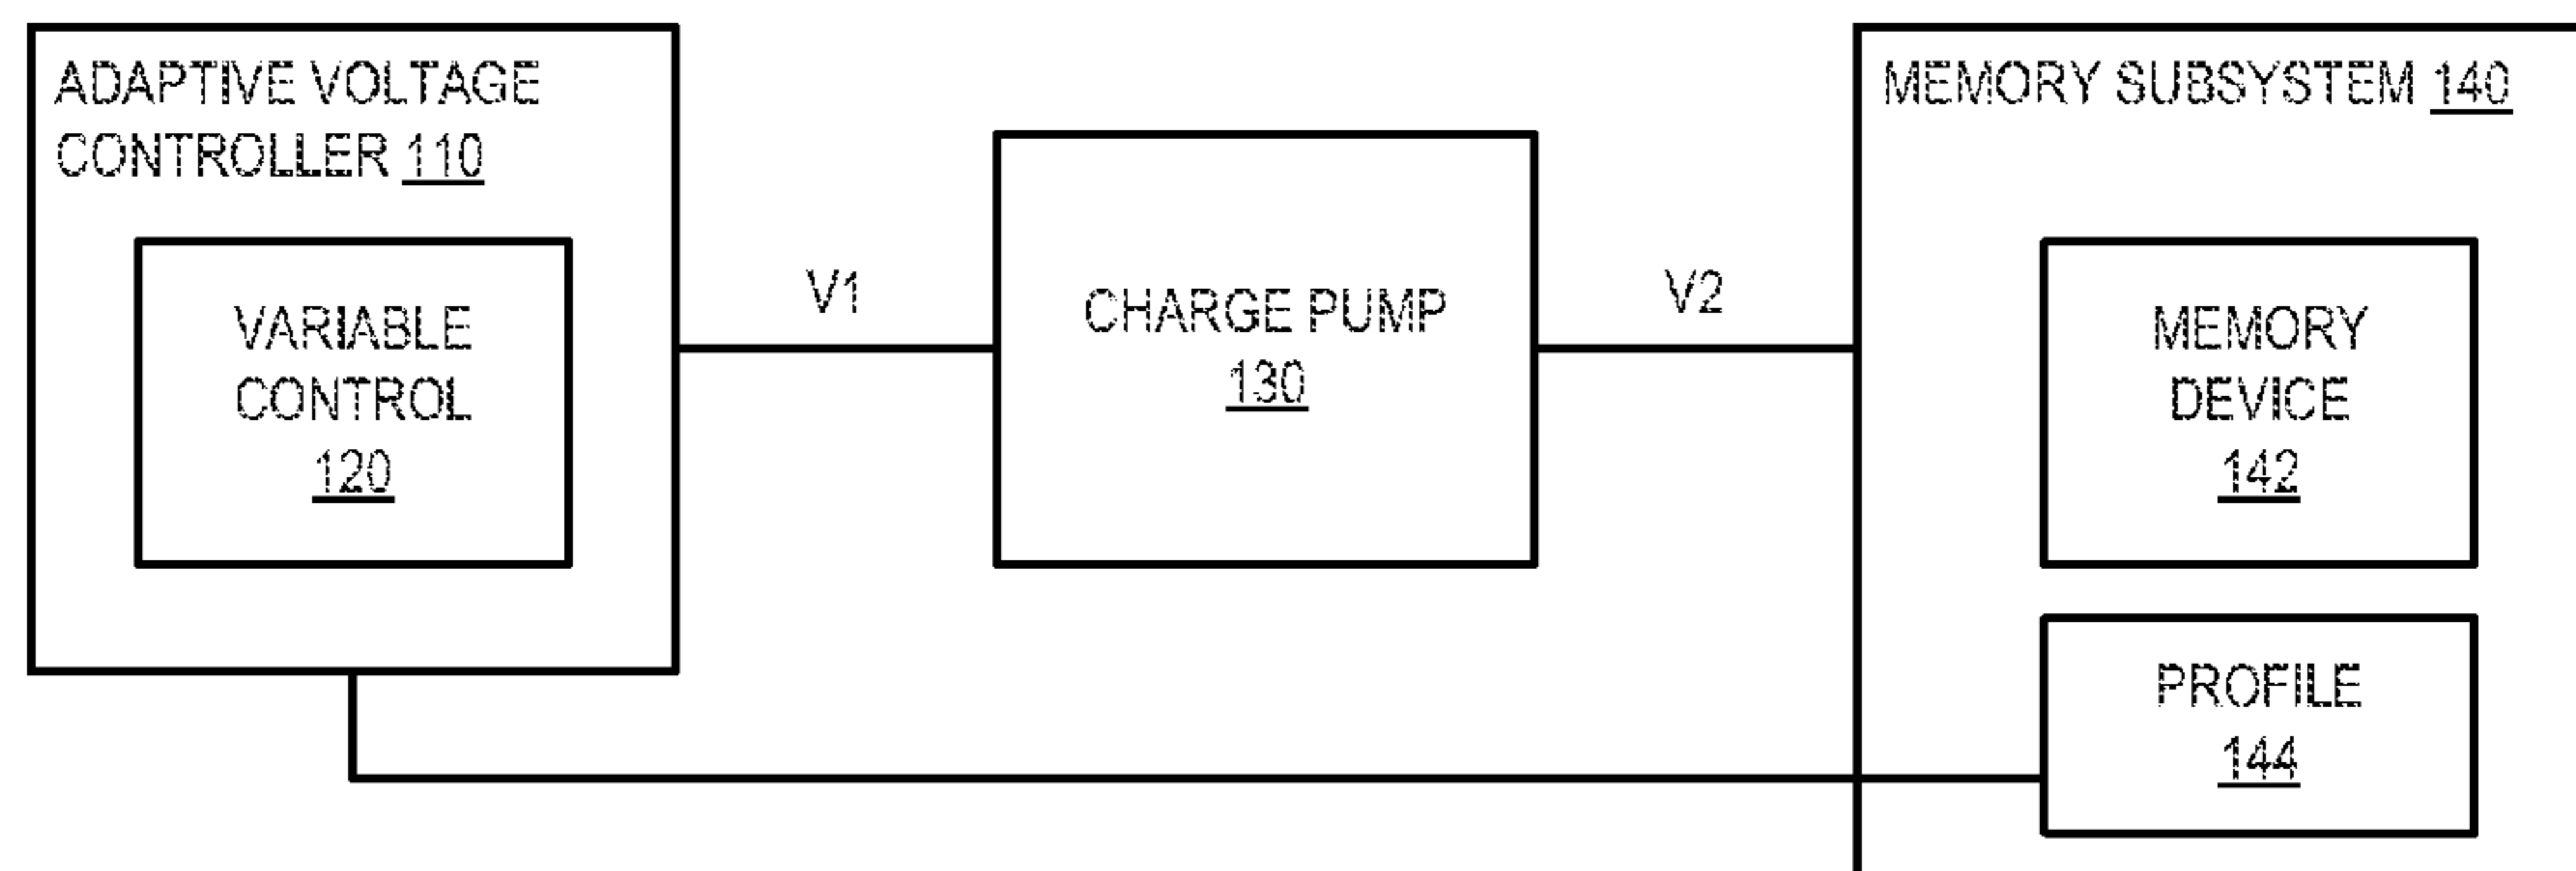 ADAPTIVE VOLTAGE
CONTROLLER 110
VARIABLE
CONTROL
120
V1
CHARGE PUMP
130
V2
MEMORY SUBSYSTEM 140
MEMORY
DEVICE
142
PROFILE
144